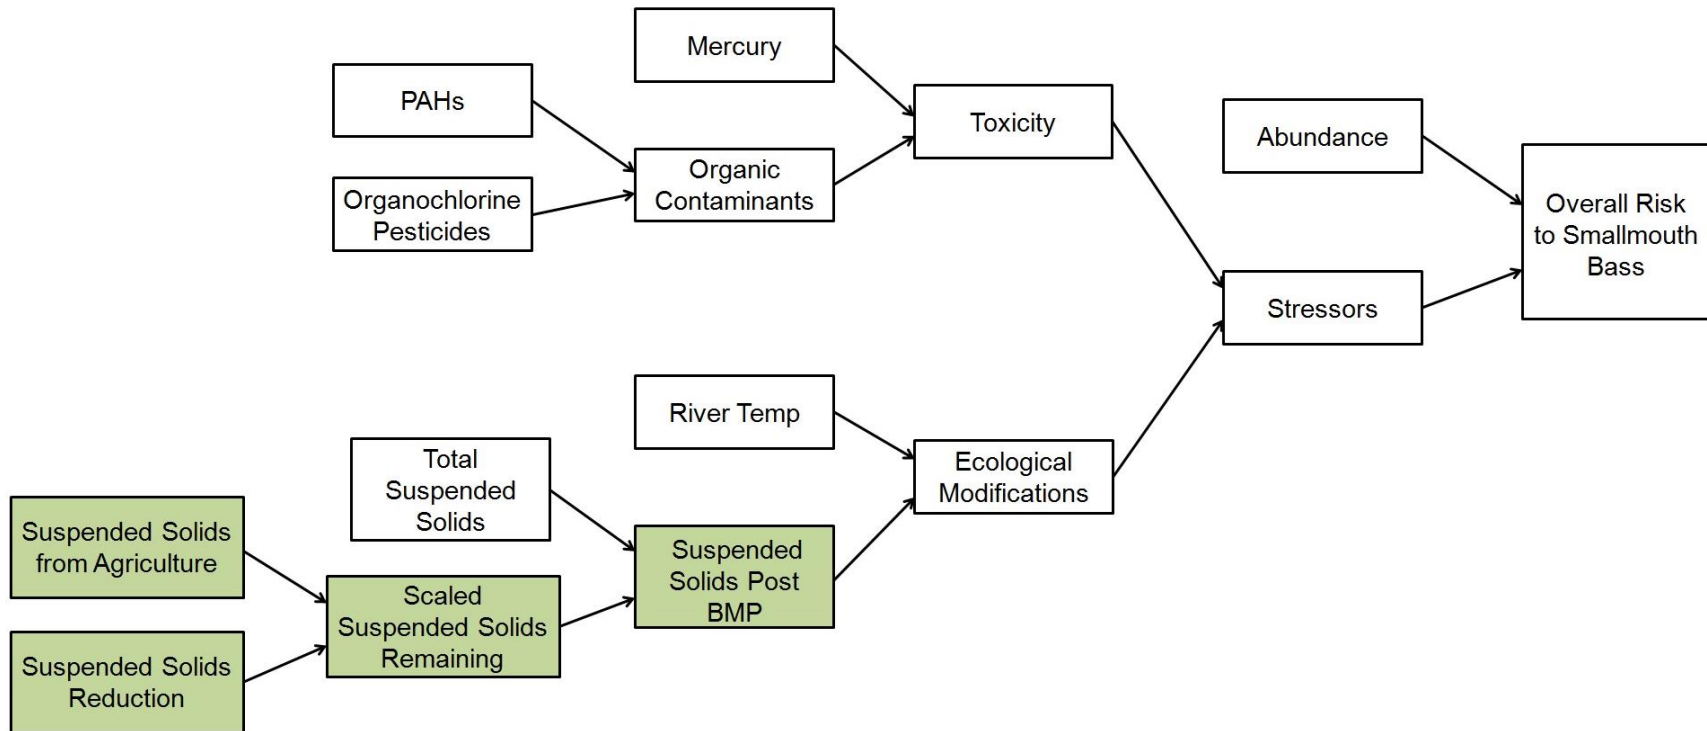 Mercury
PAHs
Toxicity
Abundance
Organic
Contaminants
Organochlorine
Pesticides
Overall Risk
to Smallmouth
Bass
Stressors
River Temp
Total
Suspended
Solids
Ecological
Modifications
Suspended Solids
from Agriculture
Suspended
Solids Post
BMP
Scaled
Suspended Solids
Remaining
Suspended Solids
Reduction